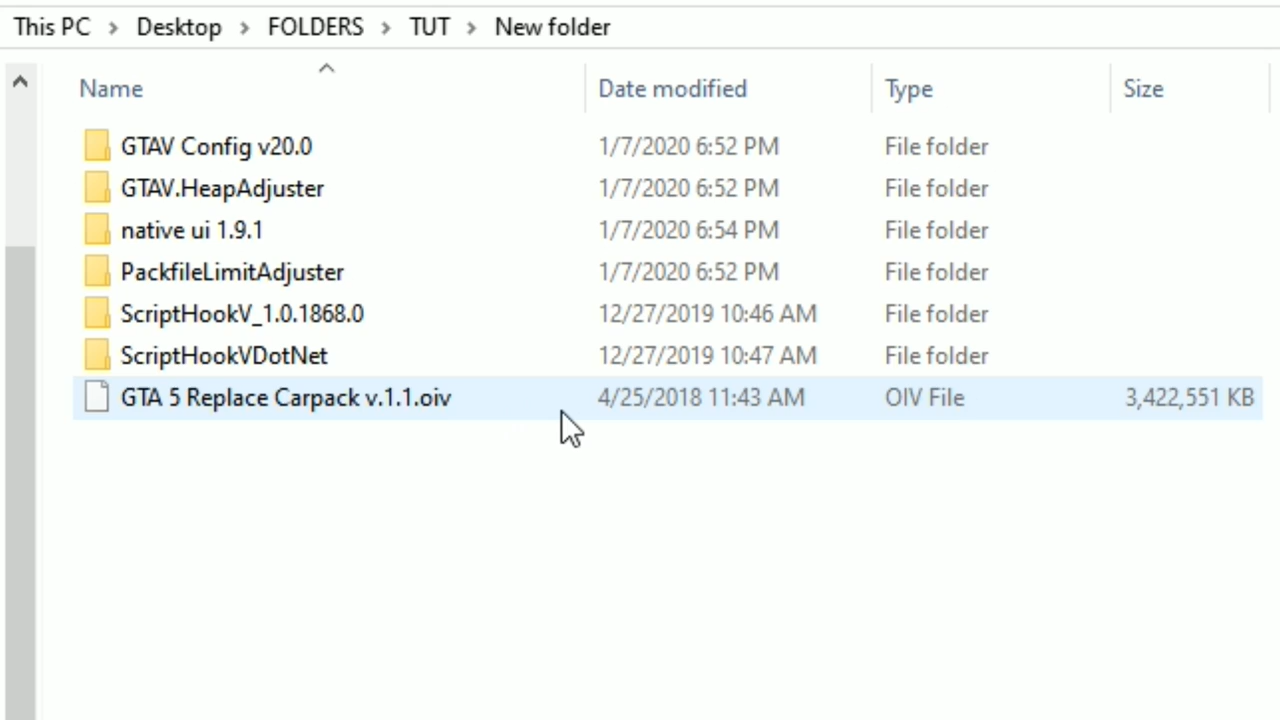 This PC > Desktop > FOLDERS > TUT > New folder
Name Date modified Type Size
GTAV Config v20.0 1/7/2020 6:52 PM File folder
GTAV.HeapAdjuster 1/7/2020 6:52 PM File folder
native ui 1.9.1 1/7/2020 6:54 PM File folder
PackfileLimitAdjuster 1/7/2020 6:52 PM File folder
ScriptHookV_1.0.1868.0 12/27/2019 10:46 AM File folder
ScriptHookVDotNet 12/27/2019 10:47 AM File folder
GTA 5 Replace Carpack v.1.1.oiv 4/25/2018 11:43 AM OIV File 3,422,551 KB